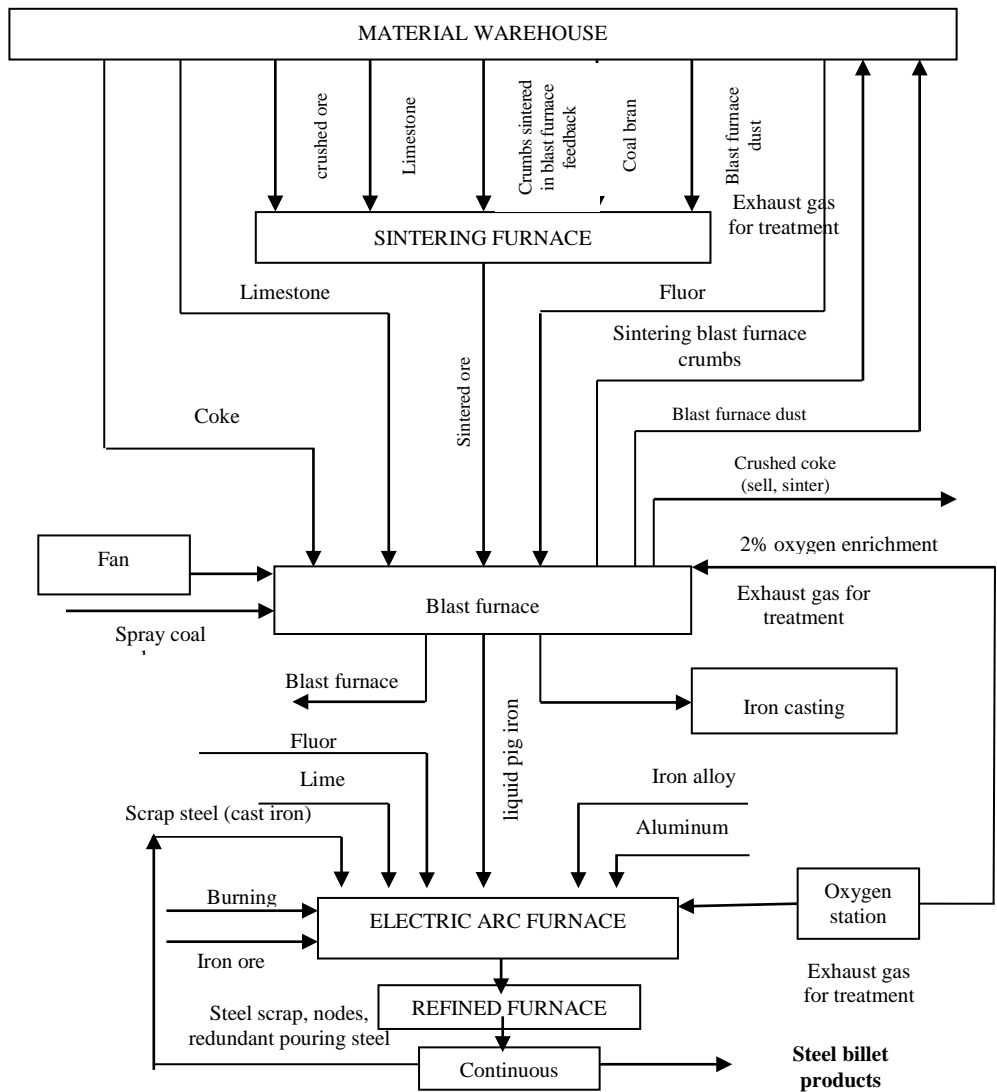 MATERIAL WAREHOUSE
crushed ore
Limestone
Crumbs sintered
in blast furnace
feedback
Coal bran
Blast furnace
dust
Exhaust gas
for treatment
SINTERING FURNACE
Limestone
Fluor
Sintering blast furnace
crumbs
Sintered ore
Coke
Blast furnace dust
Crushed coke
(sell, sinter)
2% oxygen enrichment
Fan
Blast furnace
Exhaust gas for
treatment
Spray coal
Blast furnace
Iron casting
liquid pig iron
Fluor
Lime
Iron alloy
Scrap steel (cast iron)
Aluminum
Burning
ELECTRIC ARC FURNACE
Oxygen
station
Iron ore
Exhaust gas
for treatment
REFINED FURNACE
Steel scrap, nodes,
redundant pouring steel
Continuous
Steel billet
products